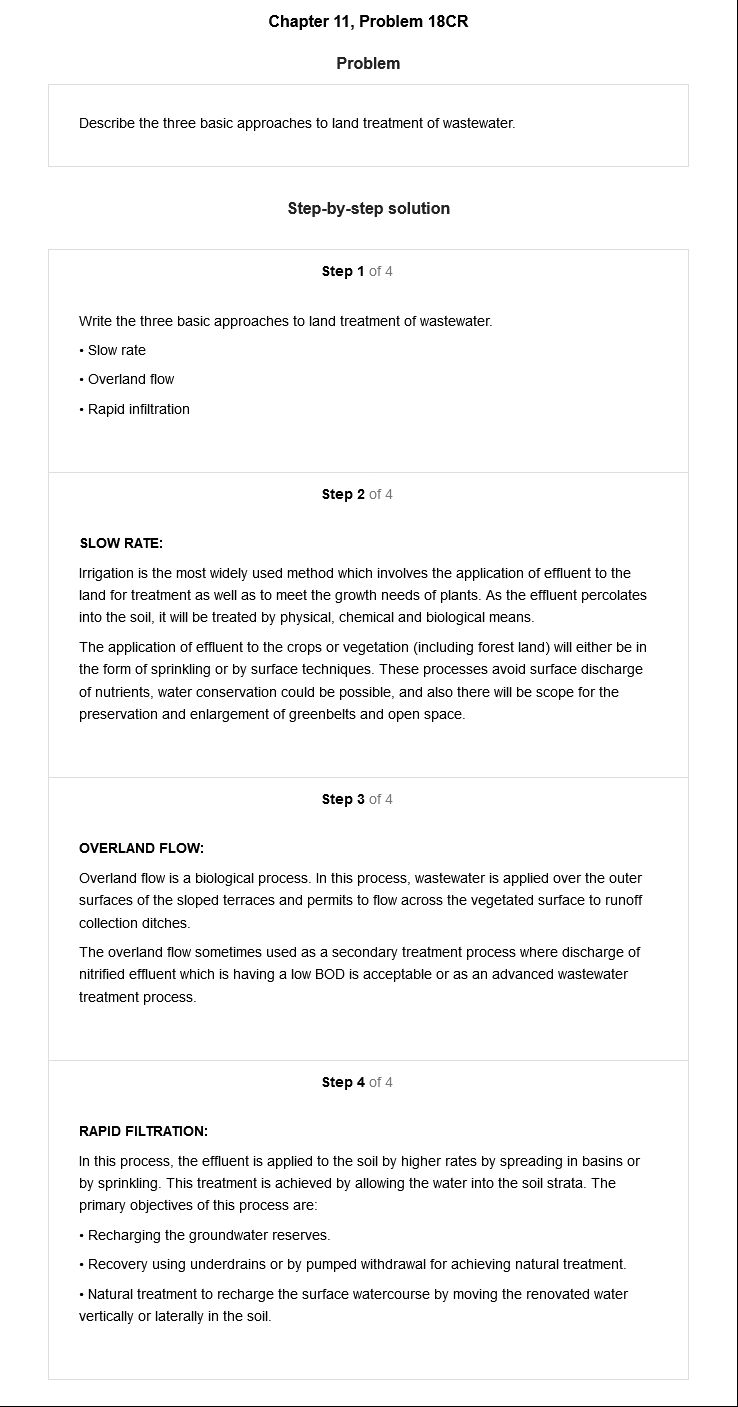 Chapter 11, Problem 18CR
Problem
Describe the three basic approaches to land treatment of wastewater.
Step-by-step solution
Step 1 of 4
Write the three basic approaches to land treatment of wastewater.
• Slow rate
• Overland flow
• Rapid infiltration
Step 2 of 4
SLOW RATE:
Irrigation is the most widely used method which involves the application of effluent to the
land for treatment as well as to meet the growth needs of plants. As the effluent percolates
into the soil, it will be treated by physical, chemical and biological means.
The application of effluent to the crops or vegetation (including forest land) will either be in
the form of sprinkling or by surface techniques. These processes avoid surface discharge
of nutrients, water conservation could be possible, and also there will be scope for the
preservation and enlargement of greenbelts and open space.
Step 3 of 4
OVERLAND FLOW:
Overland flow is a biological process. In this process, wastewater is applied over the outer
surfaces of the sloped terraces and permits to flow across the vegetated surface to runoff
collection ditches.
The overland flow sometimes used as a secondary treatment process where discharge of
nitrified effluent which is having a low BOD is acceptable or as an advanced wastewater
treatment process.
Step 4 of 4
RAPID FILTRATION:
In this process, the effluent is applied to the soil by higher rates by spreading in basins or
by sprinkling. This treatment is achieved by allowing the water into the soil strata. The
primary objectives of this process are:
• Recharging the groundwater reserves.
• Recovery using underdrains or by pumped withdrawal for achieving natural treatment.
• Natural treatment to recharge the surface watercourse by moving the renovated water
vertically or laterally in the soil.